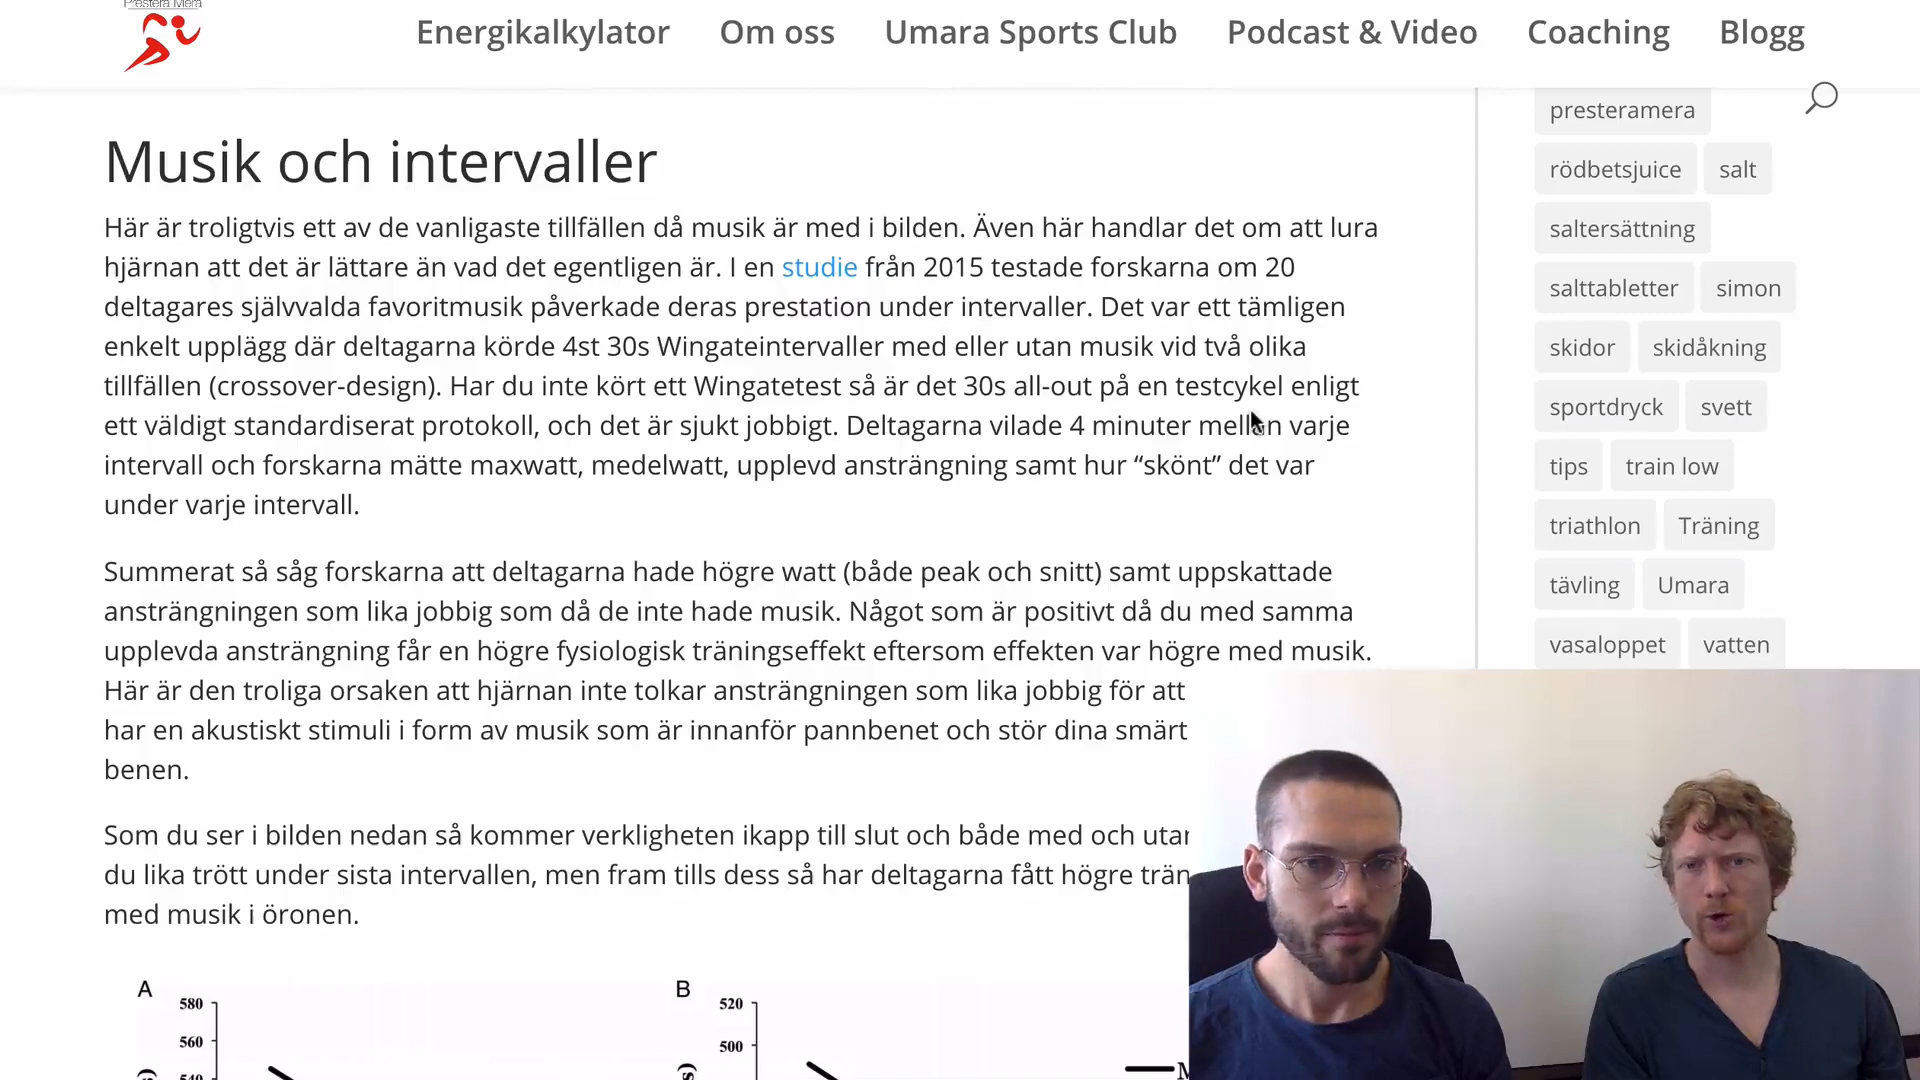 Prestera Mera
Energikalkylator Om oss Umara Sports Club Podcast & Video Coaching Blogg
Musik och intervaller
Här är troligtvis ett av de vanligaste tillfällen då musik är med i bilden. Även här handlar det om att lura
hjärnan att det är lättare än vad det egentligen är. I en studie från 2015 testade forskarna om 20
deltagares självvalda favoritmusik påverkade deras prestation under intervaller. Det var ett tämligen
enkelt upplägg där deltagarna körde 4st 30s Wingateintervaller med eller utan musik vid två olika
tillfällen (crossover-design). Har du inte kört ett Wingatetest så är det 30s all-out på en testcykel enligt
ett väldigt standardiserat protokoll, och det är sjukt jobbigt. Deltagarna vilade 4 minuter mellan varje
intervall och forskarna mätte maxwatt, medelwatt, upplevd ansträngning samt hur “skönt” det var
under varje intervall.
Summerat så såg forskarna att deltagarna hade högre watt (både peak och snitt) samt uppskattade
ansträngningen som lika jobbig som då de inte hade musik. Något som är positivt då du med samma
upplevda ansträngning får en högre fysiologisk träningseffekt eftersom effekten var högre med musik.
Här är den troliga orsaken att hjärnan inte tolkar ansträngningen som lika jobbig för att
har en akustiskt stimuli i form av musik som är innanför pannbenet och stör dina smärt
benen.
Som du ser i bilden nedan så kommer verkligheten ikapp till slut och både med och utan
du lika trött under sista intervallen, men fram tills dess så har deltagarna fått högre trän
med musik i öronen.
A
580
560
540
B
520
500
presteramera
rödbetsjuice salt
saltersättning
salttabletter simon
skidor skidåkning
sportdryck svett
tips train low
triathlon Träning
tävling Umara
vasaloppet vatten